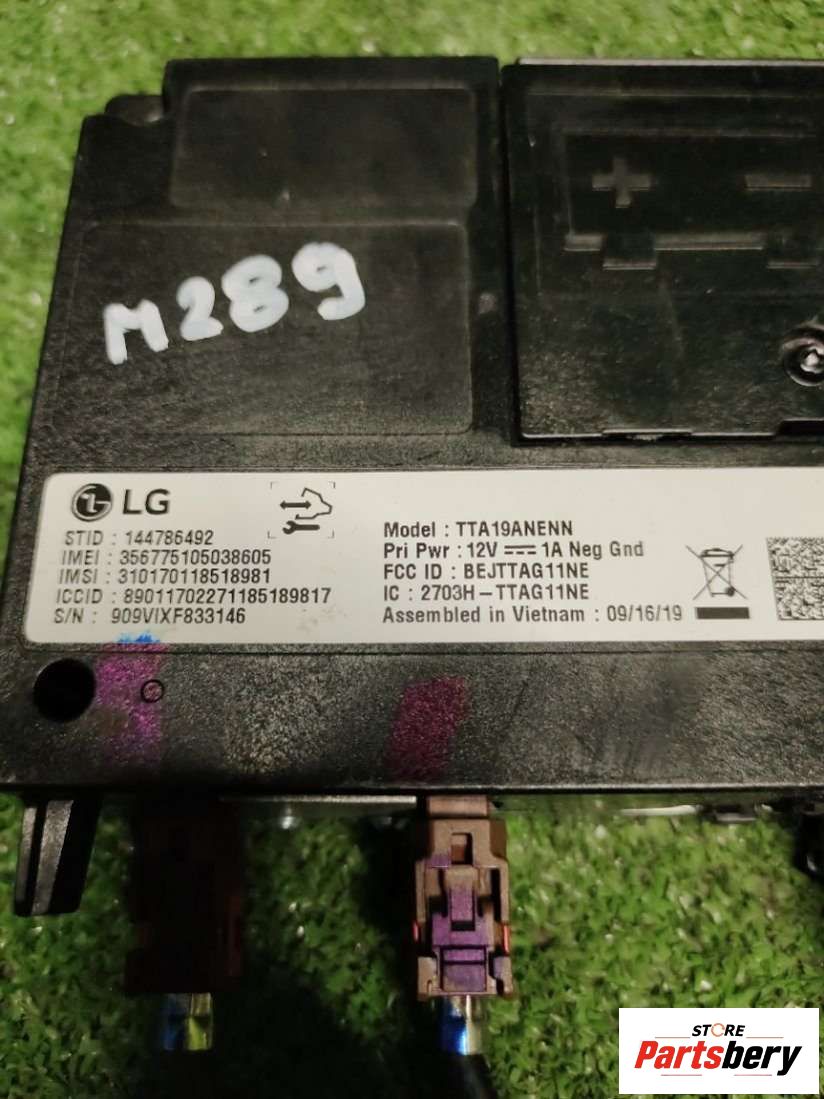 M289
LG
STID : 144786492
IMEI : 356775105038605
IMSI : 310170118518981
ICCID : 89011702271185189817
S/N : 909VIXF833146
Model : TTA19ANENN
Pri Pwr : 12V ⎓ 1A Neg Gnd
FCC ID : BEJTTAG11NE
IC : 2703H-TTAG11NE
Assembled in Vietnam : 09/16/19
STORE
Partsbery